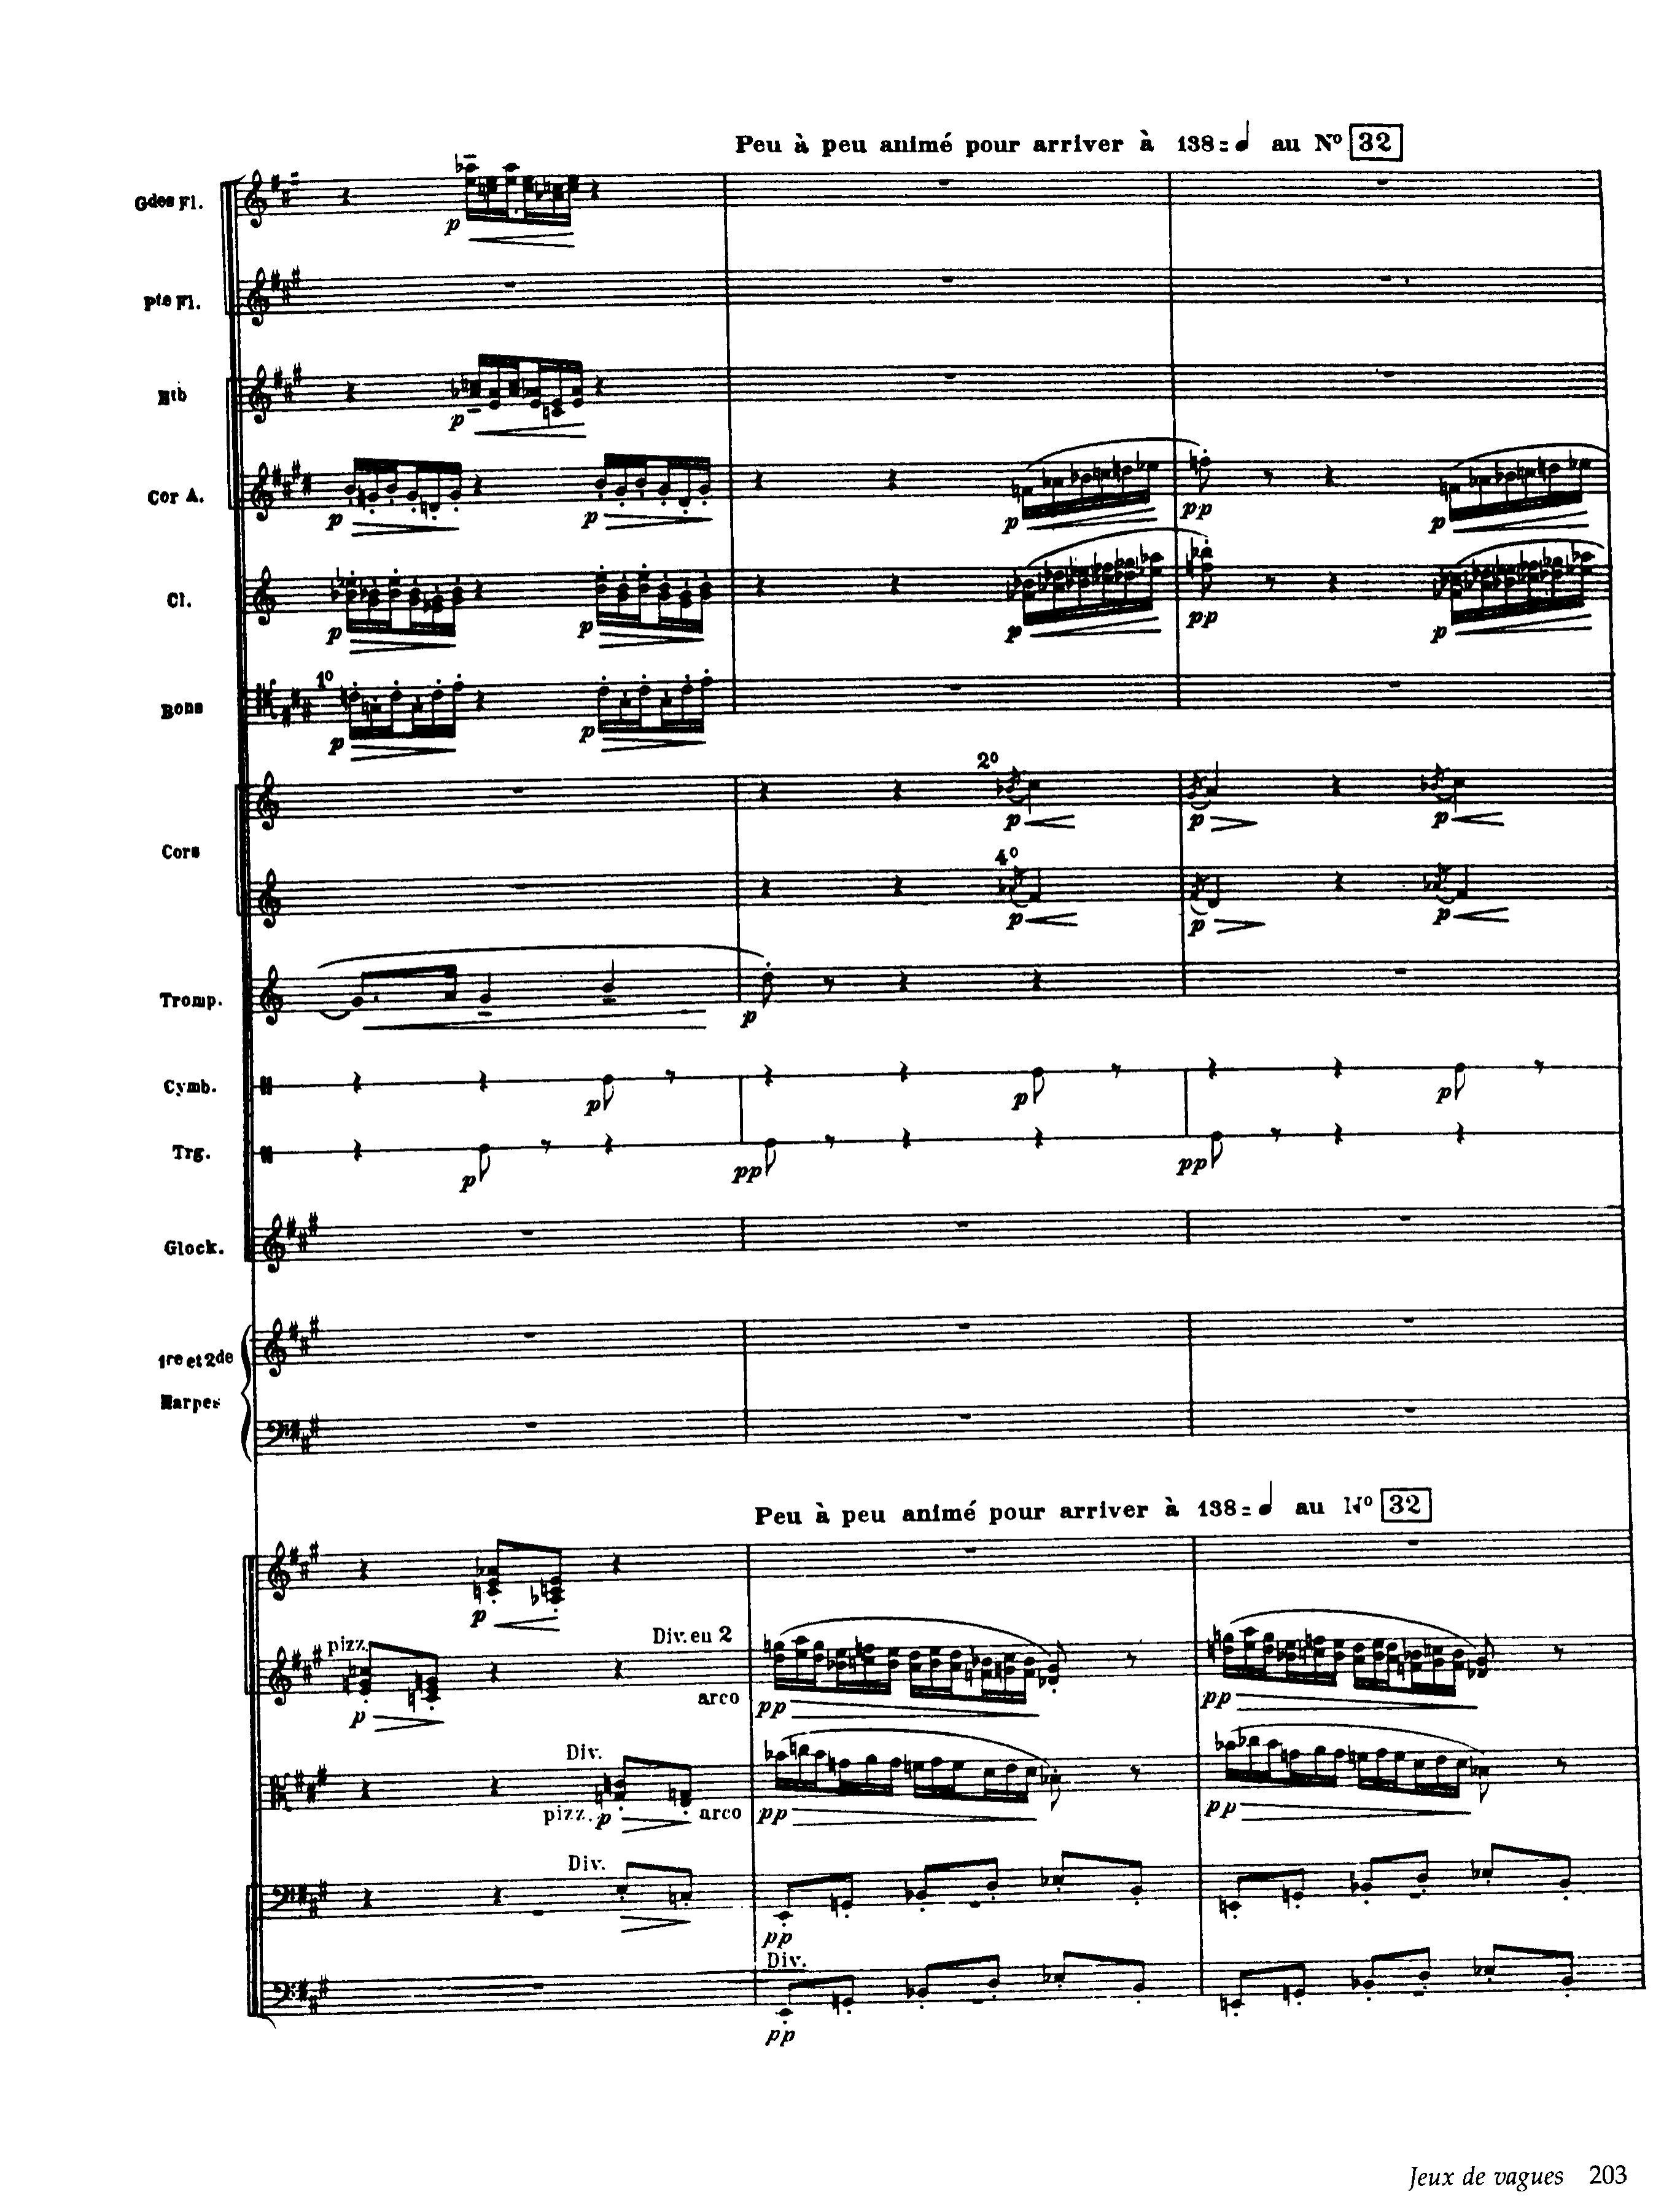 Peu à peu animé pour arriver à 138 = ♩ au Nº 32
Gdes Fl.
p
Pte Fl.
Htb
p
Cor A.
p p p pp p
Cl.
p p p pp p
1º
Bons
p p
2º
p p p
Cors
4º
p p p
Tromp.
p
Cymb.
p p p
Trg.
p pp pp
Glock.
1re et 2de
Harpes
Peu à peu animé pour arriver à 138 = ♩ au Nº 32
p
pizz. Div. eu 2
p arco pp pp
Div.
pizz. p arco pp pp
Div.
pp
Div.
pp
Jeux de vagues 203